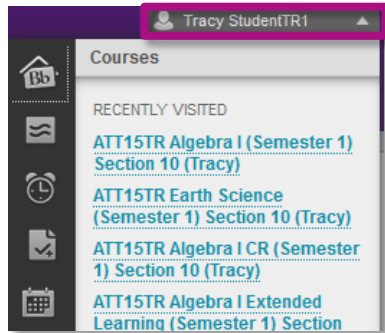 Tracy StudentTR1
Bb
Courses
RECENTLY VISITED
ATT15TR Algebra I (Semester 1)
Section 10 (Tracy)
ATT15TR Earth Science
(Semester 1) Section 10 (Tracy)
ATT15TR Algebra I CR (Semester
1) Section 10 (Tracy)
ATT15TR Algebra I Extended
Learning (Semester 1) Section